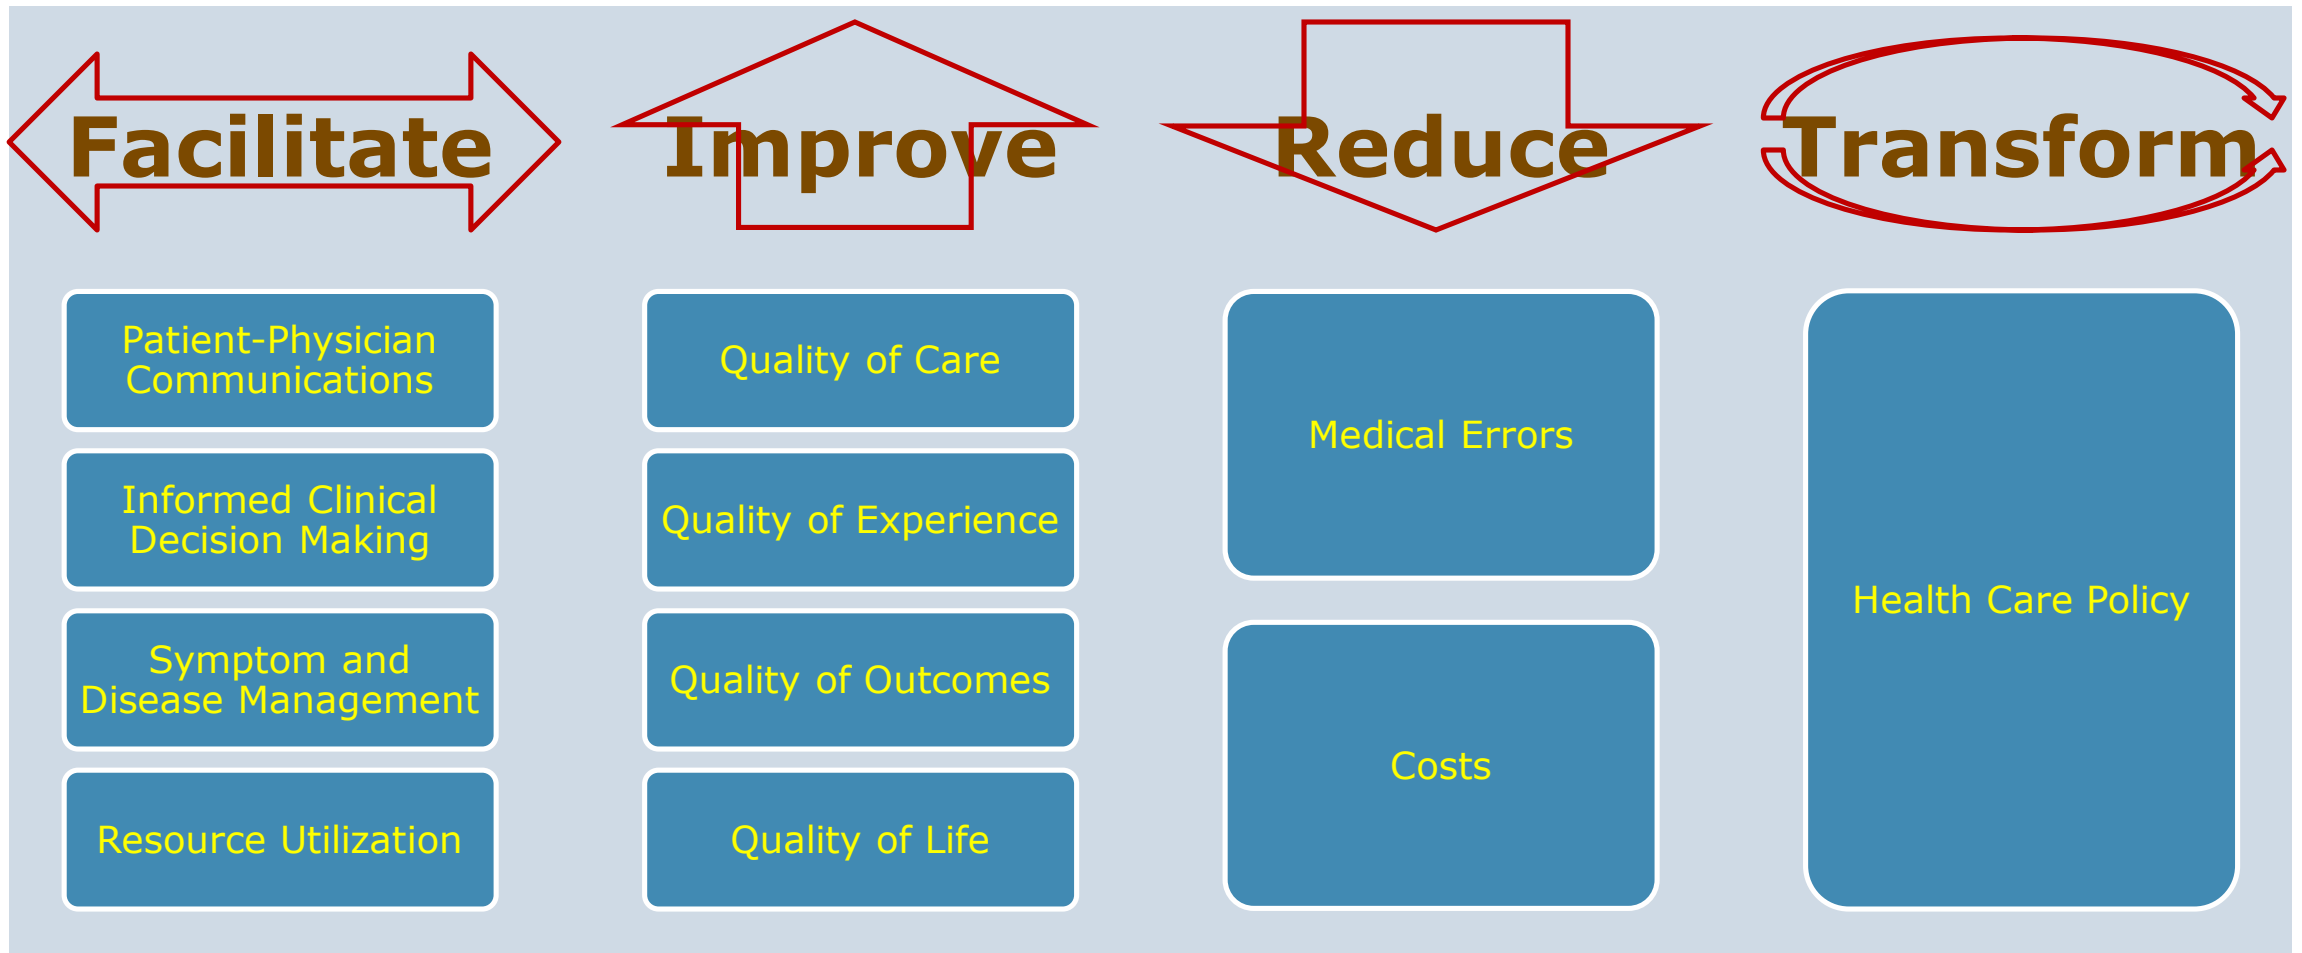 Facilitate
Improve
Reduce
Transform
Patient-Physician
Communications
Informed Clinical
Decision Making
Symptom and
Disease Management
Resource Utilization
Quality of Care
Quality of Experience
Quality of Outcomes
Quality of Life
Medical Errors
Costs
Health Care Policy